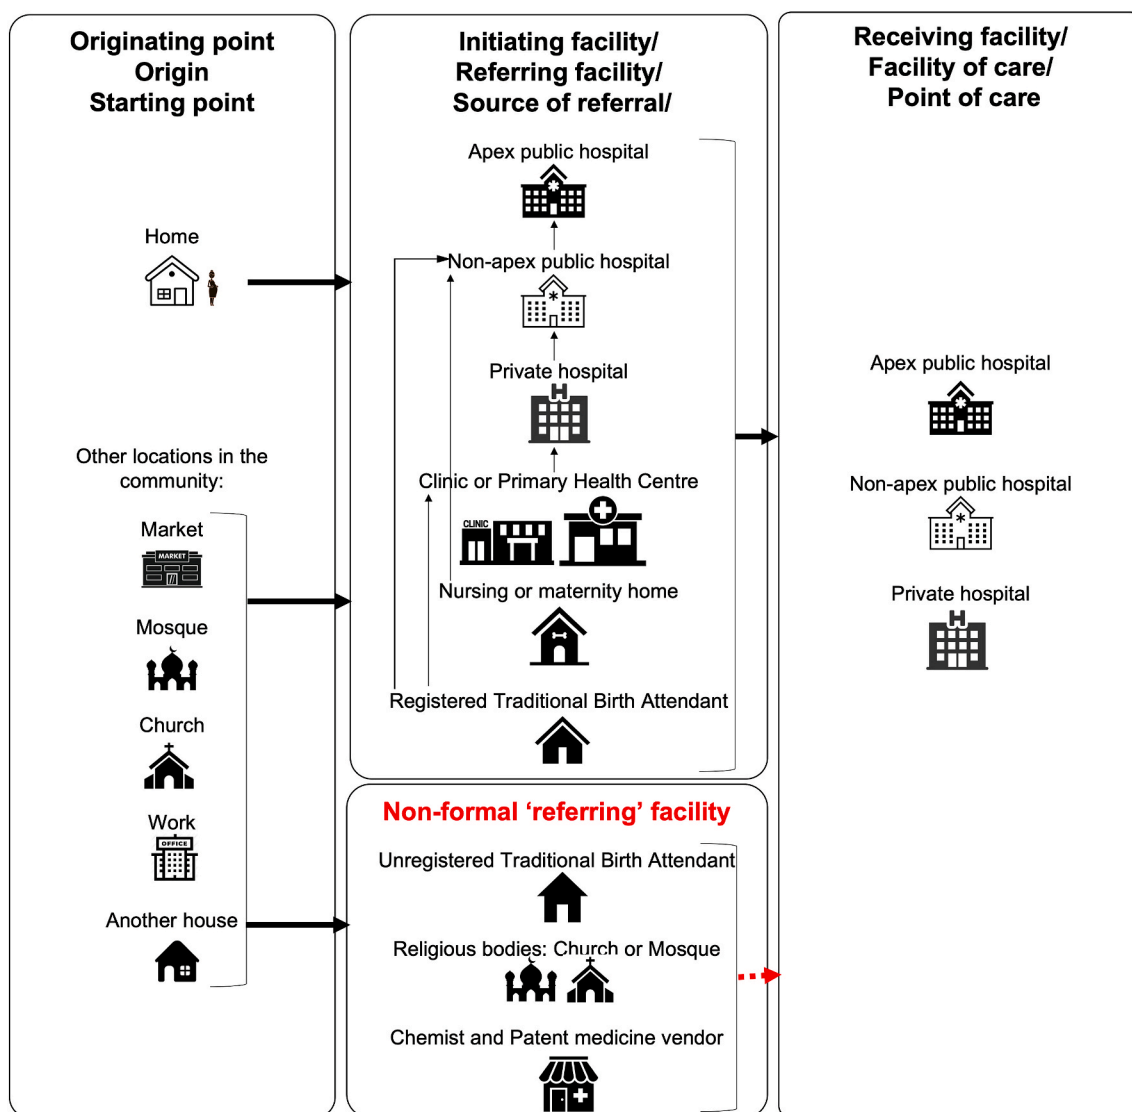 Originating point
Origin
Starting point
Home
Other locations in the
community:
Market
MARKET
Mosque
Church
Work
OFFICE
Another house
Initiating facility/
Referring facility/
Source of referral/
Apex public hospital
Non-apex public hospital
Private hospital
H
Clinic or Primary Health Centre
CLINIC
Nursing or maternity home
Registered Traditional Birth Attendant
Non-formal ‘referring’ facility
Unregistered Traditional Birth Attendant
Religious bodies: Church or Mosque
Chemist and Patent medicine vendor
Receiving facility/
Facility of care/
Point of care
Apex public hospital
Non-apex public hospital
Private hospital
H